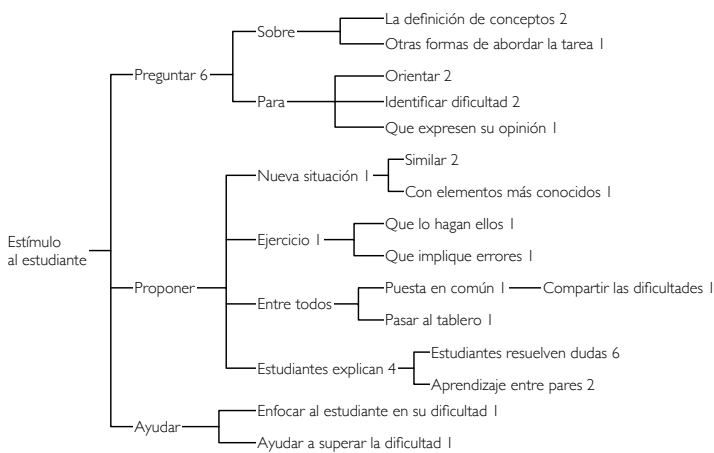 Estímulo
al estudiante
Preguntar 6
Sobre
La definición de conceptos 2
Otras formas de abordar la tarea 1
Para
Orientar 2
Identificar dificultad 2
Que expresen su opinión 1
Proponer
Nueva situación 1
Similar 2
Con elementos más conocidos 1
Ejercicio 1
Que lo hagan ellos 1
Que implique errores 1
Entre todos
Puesta en común 1
Compartir las dificultades 1
Pasar al tablero 1
Estudiantes explican 4
Estudiantes resuelven dudas 6
Aprendizaje entre pares 2
Ayudar
Enfocar al estudiante en su dificultad 1
Ayudar a superar la dificultad 1